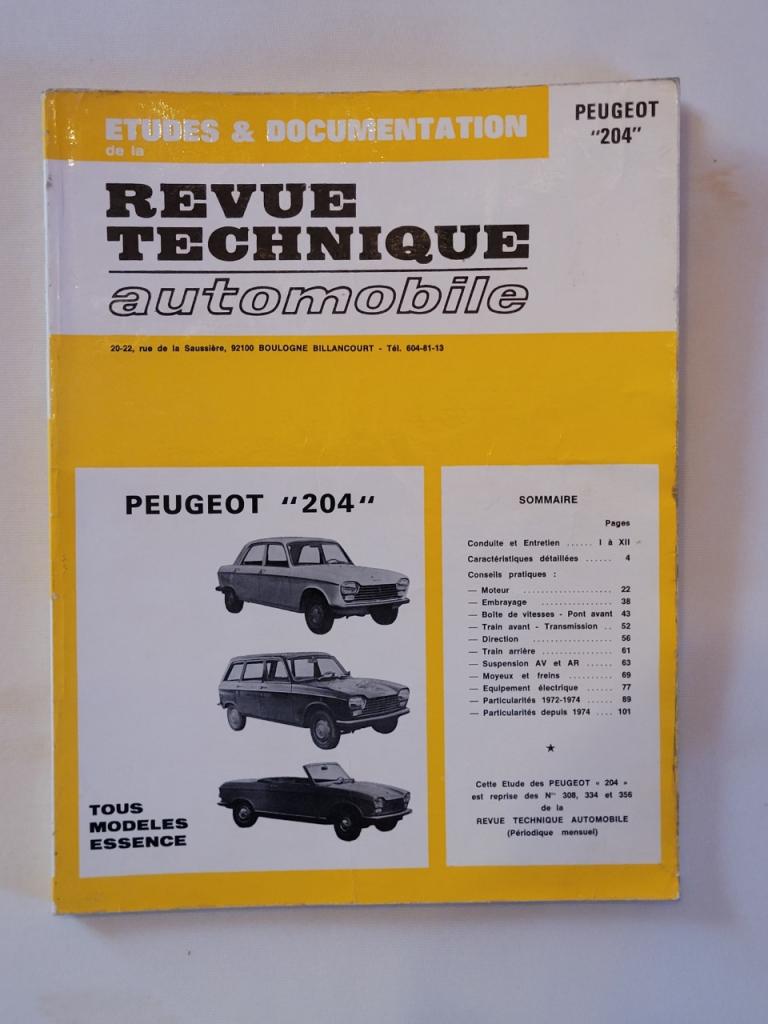 ETUDES & DOCUMENTATION
de la
PEUGEOT
"204"
REVUE
TECHNIQUE
automobile
20-22, rue de la Saussière, 92100 BOULOGNE BILLANCOURT - Tél. 604-81-13
PEUGEOT "204"
TOUS
MODELES
ESSENCE
SOMMAIRE
Pages
Conduite et Entretien ...... I à XII
Caractéristiques détaillées ...... 4
Conseils pratiques :
— Moteur .................... 22
— Embrayage ................ 38
— Boîte de vitesses - Pont avant 43
— Train avant - Transmission .. 52
— Direction .................. 56
— Train arrière ................ 61
— Suspension AV et AR ...... 63
— Moyeux et freins .......... 69
— Equipement électrique ...... 77
— Particularités 1972-1974 .... 89
— Particularités depuis 1974 .... 101
★
Cette Etude des PEUGEOT « 204 »
est reprise des Nos 308, 334 et 356
de la
REVUE TECHNIQUE AUTOMOBILE
(Périodique mensuel)